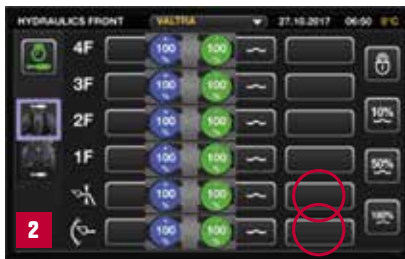 HYDRAULICS FRONT VALTRA 27.10.2017 06:50 9°C
4F 100 % 100 %
3F 100 % 100 %
10%
2F 100 % 100 %
1F 100 % 100 %
50%
100 % 100 %
100%
2 100 % 100 %